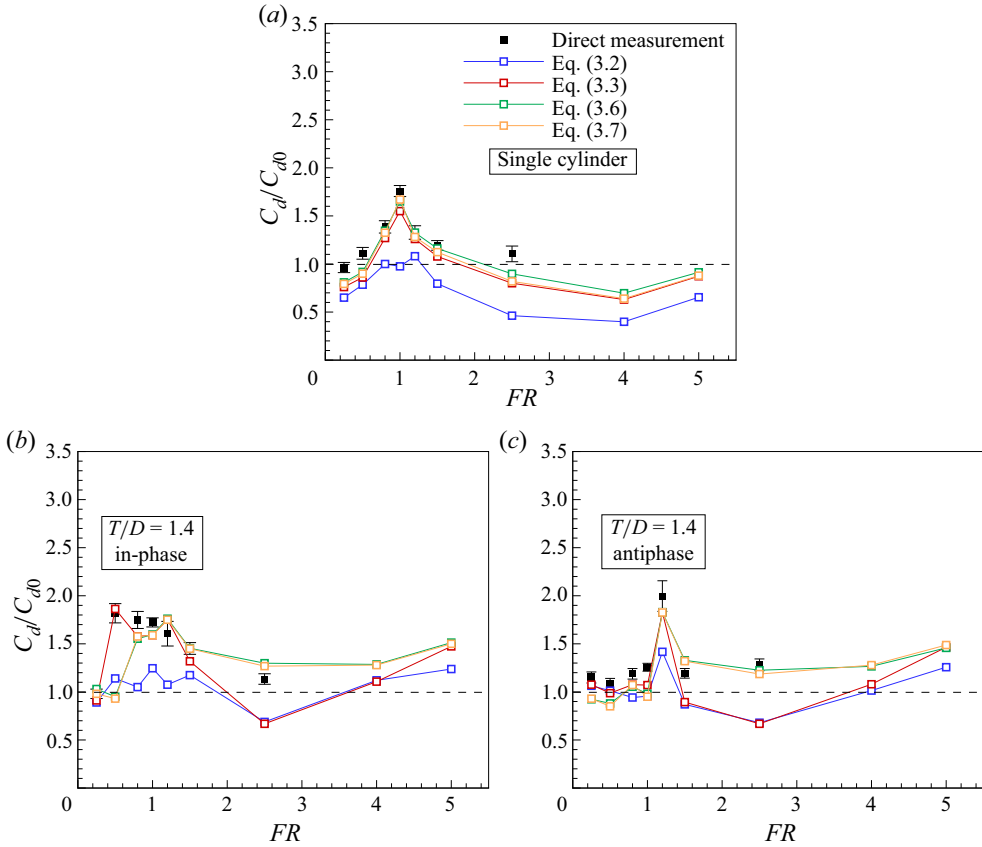 (a)
3.5
3.0
2.5
2.0
1.5
1.0
0.5
0
1
2
3
4
5
C_d/C_{d0}
FR
Direct measurement
Eq. (3.2)
Eq. (3.3)
Eq. (3.6)
Eq. (3.7)
Single cylinder
(b)
3.5
3.0
2.5
2.0
1.5
1.0
0.5
0
1
2
3
4
5
C_d/C_{d0}
FR
T/D = 1.4
in-phase
(c)
3.5
3.0
2.5
2.0
1.5
1.0
0.5
0
1
2
3
4
5
FR
T/D = 1.4
antiphase